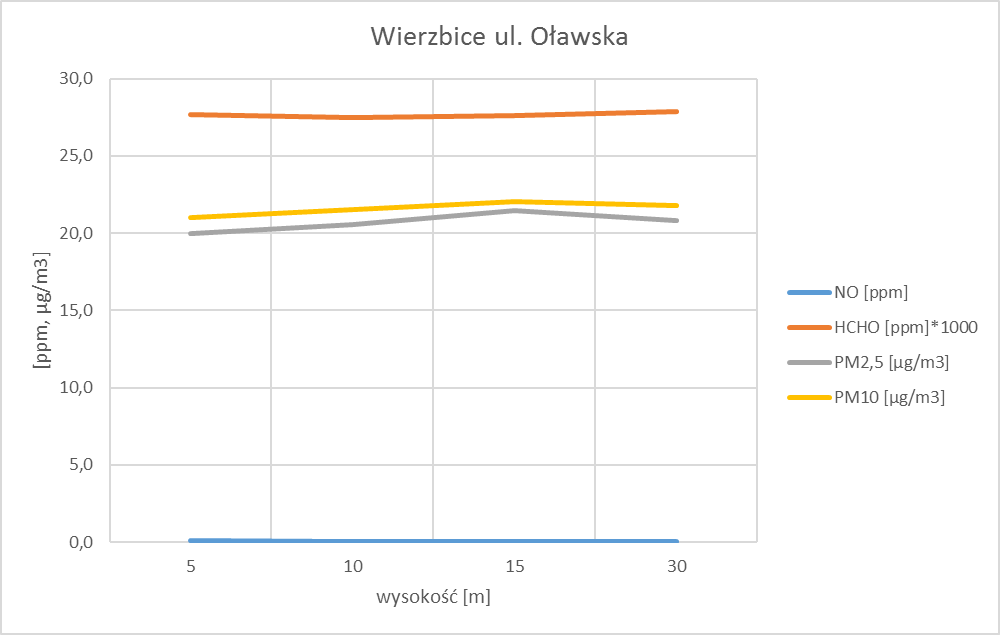 Wierzbice ul. Oławska
[ppm, µg/m3]
30,0
25,0
20,0
15,0
10,0
5,0
0,0
5 10 15 30
wysokość [m]
NO [ppm]
HCHO [ppm]*1000
PM2,5 [µg/m3]
PM10 [µg/m3]